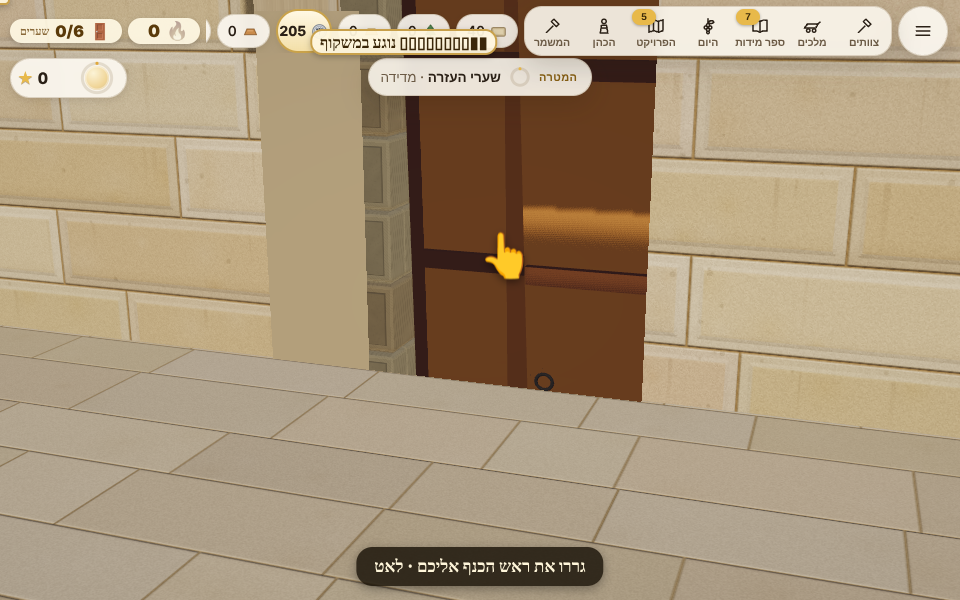 צוותים
מלכים
ספר מידות
7
היום
הפרויקט
5
הכהן
המשמר
205
0
0
0/6 שערים
נוגע במשקוף
המטרה
שערי העזרה · מדידה
0
גררו את ראש הכנף אליכם · לאט